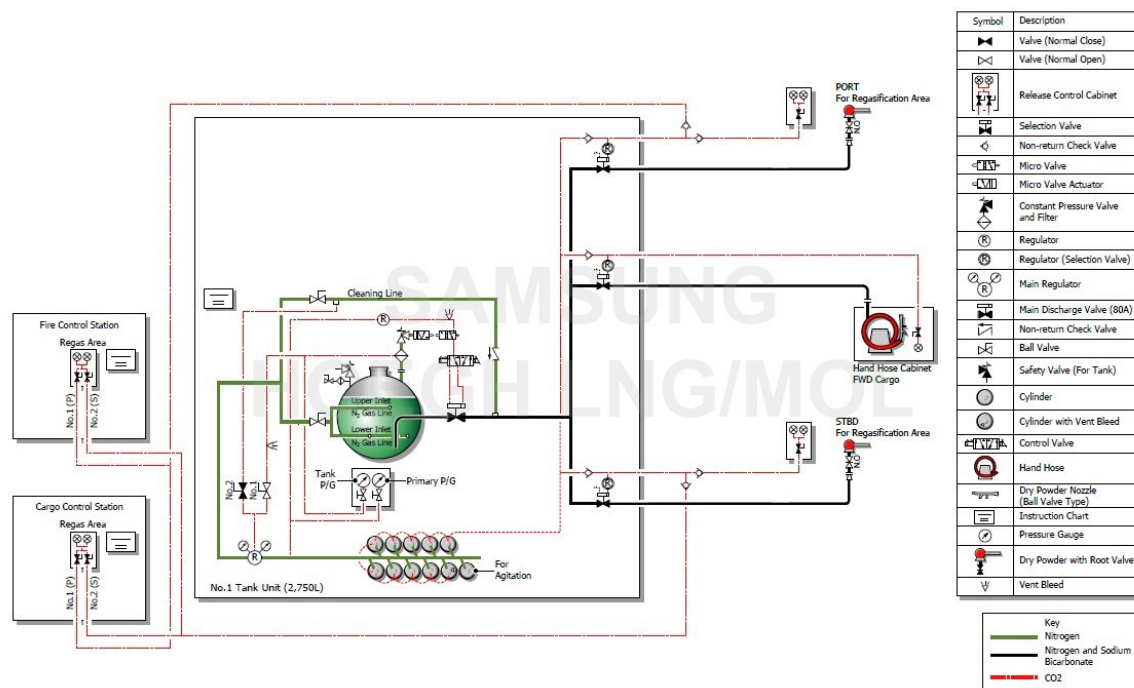 Fire Control Station
Regas Area
No.1 (P)
No.2 (S)
Cargo Control Station
Regas Area
No.1 (P)
No.2 (S)
Cleaning Line
Upper Inlet
N₂ Gas Line
Lower Inlet
N₂ Gas Line
Tank
P/G
Primary P/G
No.2
No.1
R
R
For
Agitation
No.1 Tank Unit (2,750L)
R
R
R
PORT
For Regasification Area
N.O
Hand Hose Cabinet
FWD Cargo
STBD
For Regasification Area
N.O
SAMSUNG
HOEGH LNG/MOL
Symbol Description
Valve (Normal Close)
Valve (Normal Open)
Release Control Cabinet
Selection Valve
Non-return Check Valve
Micro Valve
Micro Valve Actuator
Constant Pressure Valve
and Filter
R Regulator
R Regulator (Selection Valve)
R Main Regulator
Main Discharge Valve (80A)
Non-return Check Valve
Ball Valve
Safety Valve (For Tank)
Cylinder
Cylinder with Vent Bleed
Control Valve
Hand Hose
Dry Powder Nozzle
(Ball Valve Type)
Instruction Chart
Pressure Gauge
Dry Powder with Root Valve
Vent Bleed
Key
Nitrogen
Nitrogen and Sodium
Bicarbonate
CO2